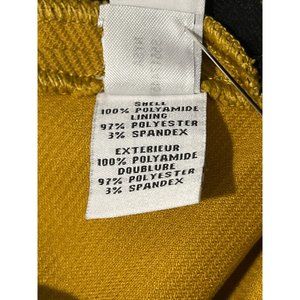 SHELL
100% POLYAMIDE
LINING
97% POLYESTER
3% SPANDEX
EXTERIEUR
100% POLYAMIDE
DOUBLURE
97% POLYESTER
3% SPANDEX